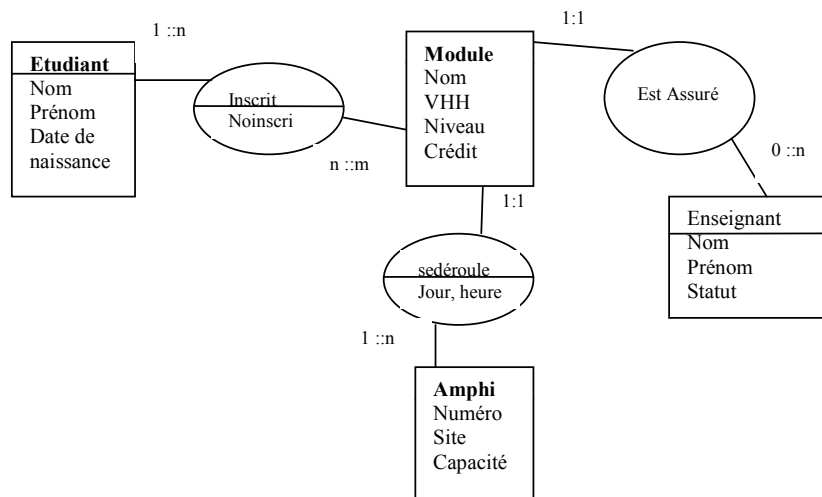 1 ::n
Etudiant
Nom
Prénom
Date de
naissance
Inscrit
Noinscri
n ::m
Module
Nom
VHH
Niveau
Crédit
1:1
Est Assuré
0 ::n
Enseignant
Nom
Prénom
Statut
1:1
sedéroule
Jour, heure
1 ::n
Amphi
Numéro
Site
Capacité